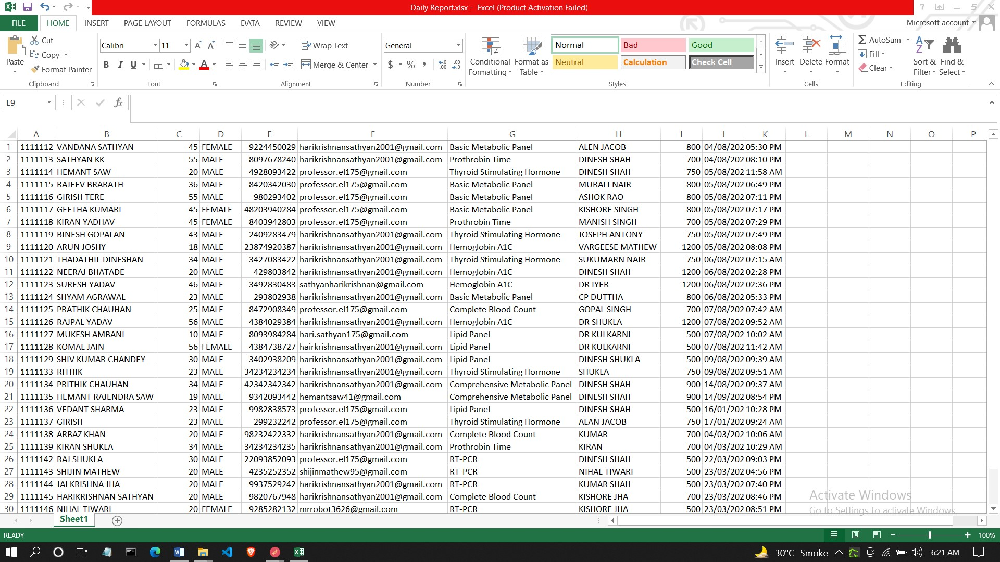 Daily Report.xlsx - Excel (Product Activation Failed)
FILE HOME INSERT PAGE LAYOUT FORMULAS DATA REVIEW VIEW Microsoft account
Paste Cut Copy Format Painter Clipboard
Calibri 11 B I U A A Font
Wrap Text Merge & Center Alignment
General $ % , Number
Conditional Formatting Format as Table
Normal Bad Good
Neutral Calculation Check Cell
Styles
Insert Delete Format Cells
AutoSum Fill Clear Sort & Filter Find & Select Editing
L9 fx
A B C D E F G H I J K L M N O P
1 1111112 VANDANA SATHYAN 45 FEMALE 9224450029 harikrishnansathyan2001@gmail.com Basic Metabolic Panel ALEN JACOB 800 04/08/202 05:30 PM
2 1111113 SATHYAN KK 55 MALE 8097678240 harikrishnansathyan2001@gmail.com Prothrobin Time DINESH SHAH 700 04/08/202 08:10 PM
3 1111114 HEMANT SAW 20 MALE 4928093422 professor.el175@gmail.com Thyroid Stimulating Hormone DINESH SHAH 750 05/08/202 11:58 AM
4 1111115 RAJEEV BRARATH 36 MALE 8420342030 professor.el175@gmail.com Basic Metabolic Panel MURALI NAIR 800 05/08/202 06:49 PM
5 1111116 GIRISH TERE 55 MALE 980293402 professor.el175@gmail.com Basic Metabolic Panel ASHOK RAO 800 05/08/202 07:11 PM
6 1111117 GEETHA KUMARI 45 FEMALE 48203940284 professor.el175@gmail.com Basic Metabolic Panel KISHORE SINGH 800 05/08/202 07:17 PM
7 1111118 KIRAN YADHAV 45 FEMALE 8403942803 professor.el175@gmail.com Prothrobin Time MANISH SINGH 700 05/08/202 07:29 PM
8 1111119 BINESH GOPALAN 43 MALE 2409283479 harikrishnansathyan2001@gmail.com Thyroid Stimulating Hormone JOSEPH ANTONY 750 05/08/202 07:49 PM
9 1111120 ARUN JOSHY 18 MALE 23874920387 harikrishnansathyan2001@gmail.com Hemoglobin A1C VARGEESE MATHEW 1200 05/08/202 08:08 PM
10 1111121 THADATHIL DINESHAN 34 MALE 3427083422 harikrishnansathyan2001@gmail.com Thyroid Stimulating Hormone SUKUMARN NAIR 750 06/08/202 07:15 AM
11 1111122 NEERAJ BHATADE 20 MALE 429803842 harikrishnansathyan2001@gmail.com Hemoglobin A1C DINESH SHAH 1200 06/08/202 02:28 PM
12 1111123 SURESH YADAV 46 MALE 3492830483 sathyanharikrishnan@gmail.com Hemoglobin A1C DR IYER 1200 06/08/202 02:36 PM
13 1111124 SHYAM AGRAWAL 23 MALE 293802938 harikrishnansathyan2001@gmail.com Basic Metabolic Panel CP DUTTHA 800 06/08/202 05:33 PM
14 1111125 PRATHIK CHAUHAN 25 MALE 8472908349 professor.el175@gmail.com Complete Blood Count GOPAL SINGH 700 07/08/202 07:42 AM
15 1111126 RAJPAL YADAV 56 MALE 4384029384 harikrishnansathyan2001@gmail.com Hemoglobin A1C DR SHUKLA 1200 07/08/202 09:52 AM
16 1111127 MUKESH AMBANI 10 MALE 8093984284 hari.sathyan175@gmail.com Lipid Panel DR KULKARNI 500 07/08/202 10:02 AM
17 1111128 KOMAL JAIN 56 FEMALE 4384738727 hairkrishnansathyan2001@gmail.com Lipid Panel DR KULKARNI 500 07/08/202 11:42 AM
18 1111129 SHIV KUMAR CHANDEY 30 MALE 3402938209 harikrishnansathyan2001@gmail.com Lipid Panel DINESH SHUKLA 500 09/08/202 09:39 AM
19 1111133 RITHIK 23 MALE 34234234234 harikrishnansathyan2001@gmail.com Thyroid Stimulating Hormone SHUKLA 750 09/08/202 09:51 AM
20 1111134 PRITHIK CHAUHAN 34 MALE 42342342342 harikrishnansathyan2001@gmail.com Comprehensive Metabolic Panel DINESH SHAH 900 14/08/202 09:37 AM
21 1111135 HEMANT RAJENDRA SAW 19 MALE 9342093442 hemantsaw41@gmail.com Comprehensive Metabolic Panel DINESH SHAH 900 14/09/202 08:54 PM
22 1111136 VEDANT SHARMA 23 MALE 9982838573 professor.el175@gmail.com Lipid Panel DINESH SHAH 500 16/01/202 10:28 PM
23 1111137 GIRISH 23 MALE 299232242 professor.el175@gmail.com Thyroid Stimulating Hormone ALAN JACOB 750 17/01/202 09:24 AM
24 1111138 ARBAZ KHAN 20 MALE 98232422332 harikrishnansathyan2001@gmail.com Complete Blood Count KUMAR 700 04/03/202 10:06 AM
25 1111139 KIRAN SHUKLA 34 MALE 34234234235 harikrishnansathyan2001@gmail.com Prothrobin Time KIRAN 700 04/03/202 10:29 AM
26 1111142 RAJ SHUKLA 30 MALE 22093852093 professor.el175@gmail.com RT-PCR DINESH SHAH 500 22/03/202 09:03 PM
27 1111143 SHIJIN MATHEW 20 MALE 4235252352 shijinmathew95@gmail.com RT-PCR NIHAL TIWARI 500 23/03/202 04:56 PM
28 1111144 JAI KRISHNA JHA 20 MALE 9937529242 harikrishnansathyan2001@gmail.com RT-PCR KUMAR SHAH 500 23/03/202 07:40 PM
29 1111145 HARIKRISHNAN SATHYAN 20 MALE 9820767948 harikrishnansathyan2001@gmail.com Complete Blood Count KISHORE JHA 700 23/03/202 08:46 PM
30 1111146 NIHAL TIWARI 20 FEMALE 9285282132 mrrobot3626@gmail.com RT-PCR KISHORE JHA 500 23/03/202 08:51 PM
Activate Windows
Go to Settings to activate Windows.
Sheet1
READY 100%
30°C Smoke 6:21 AM